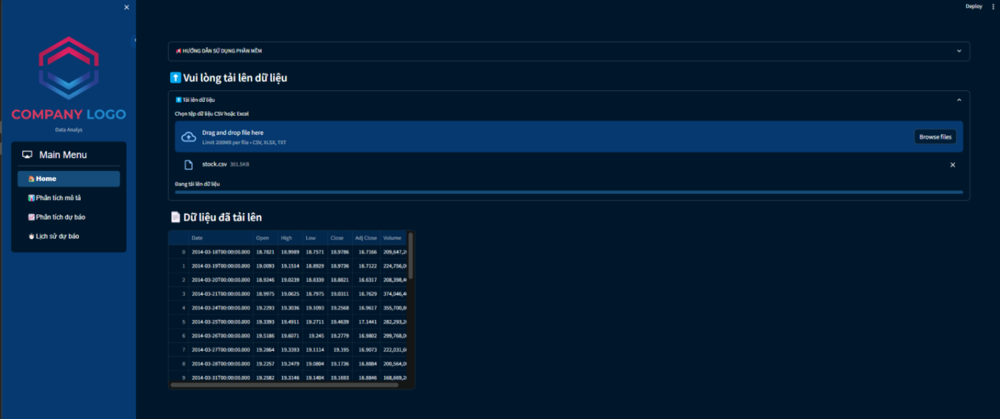 Deploy
COMPANY LOGO
Data Analys
Main Menu
Home
Phân tích mô tả
Phân tích dự báo
Lịch sử dự báo
HƯỚNG DẪN SỬ DỤNG PHẦN MỀM
Vui lòng tải lên dữ liệu
Tải lên dữ liệu
Chọn tệp dữ liệu CSV hoặc Excel
Drag and drop file here
Limit 200MB per file • CSV, XLSX, TXT
Browse files
stock.csv 301.5KB
Đang tải lên dữ liệu
Dữ liệu đã tải lên
Date Open High Low Close Adj Close Volume
0 2014-03-18T00:00:00.000 18.7821 18.9989 18.7571 18.9786 16.7166 209,647,2
1 2014-03-19T00:00:00.000 19.0093 19.1514 18.8929 18.9736 16.7122 224,756,0
2 2014-03-20T00:00:00.000 18.9246 19.0239 18.8339 18.8821 16.6317 208,398,4
3 2014-03-21T00:00:00.000 18.9975 19.0625 18.7975 19.0311 16.7629 374,046,4
4 2014-03-24T00:00:00.000 19.2293 19.3036 19.1093 19.2568 16.9617 355,700,8
5 2014-03-25T00:00:00.000 19.3393 19.4911 19.2711 19.4639 17.1441 282,293,2
6 2014-03-26T00:00:00.000 19.5186 19.6071 19.245 19.2779 16.9802 299,768,0
7 2014-03-27T00:00:00.000 19.2864 19.3393 19.1114 19.195 16.9073 222,031,6
8 2014-03-28T00:00:00.000 19.2257 19.2479 19.0804 19.1736 16.8884 200,564,0
9 2014-03-31T00:00:00.000 19.2582 19.3146 19.1404 19.1693 16.8846 168,669,2